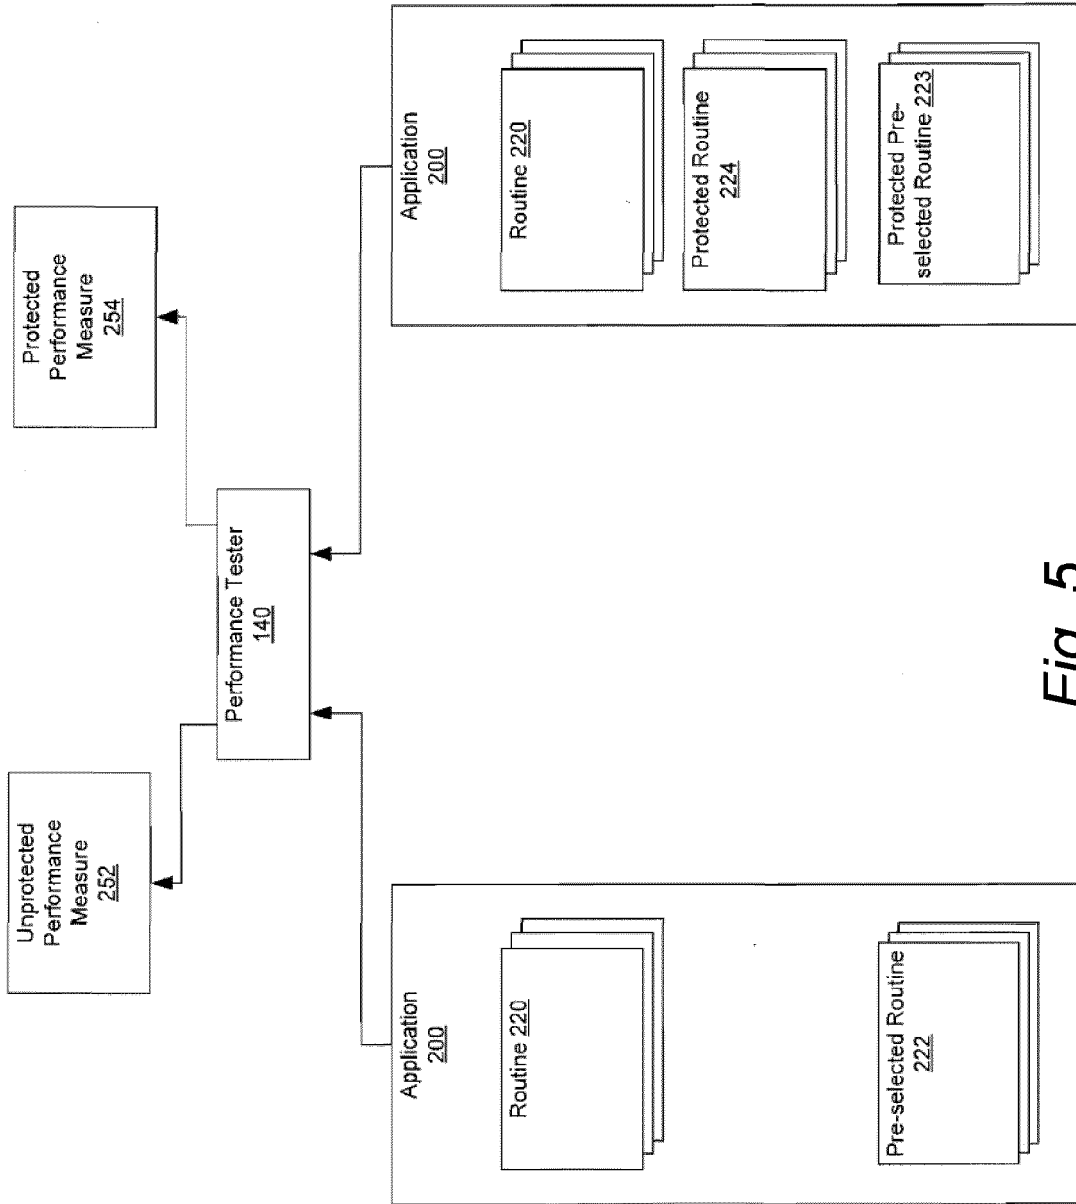 Unprotected
Performance
Measure
252
Protected
Performance
Measure
254
Performance Tester
140
Application
200
Routine 220
Pre-selected Routine
222
Application
200
Routine 220
Protected Routine
224
Protected Pre-
selected Routine 223
Fig. 5